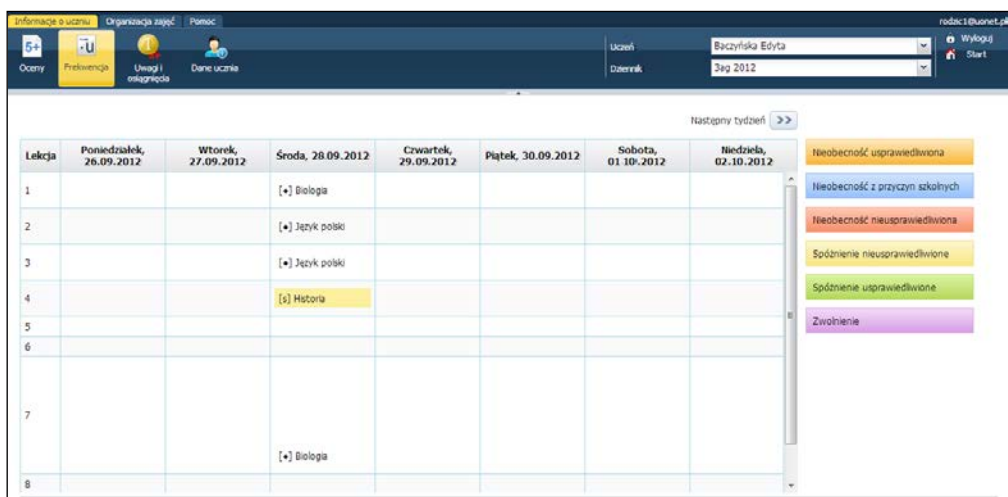 Informacje o uczniu Organizacja zajęć Pomoc rodzic1@uonet.pl
5+ Oceny
u Frekwencja
Uwagi i osiągnięcia
Dane ucznia
Uczeń Baczyńska Edyta
Dziennik 3ag 2012
Wyloguj
Start
Następny tydzień >>
Lekcja Poniedziałek, 26.09.2012 Wtorek, 27.09.2012 Środa, 28.09.2012 Czwartek, 29.09.2012 Piątek, 30.09.2012 Sobota, 01.10.2012 Niedziela, 02.10.2012
1 [•] Biologia
2 [•] Język polski
3 [•] Język polski
4 [s] Historia
5
6
7 [•] Biologia
8
Nieobecność usprawiedliwiona
Nieobecność z przyczyn szkolnych
Nieobecność nieusprawiedliwiona
Spóźnienie nieusprawiedliwione
Spóźnienie usprawiedliwione
Zwolnienie